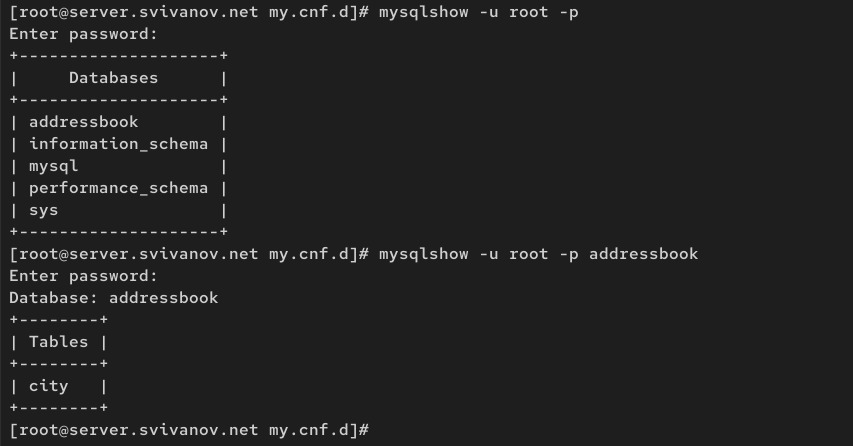 [root@server.svivanov.net my.cnf.d]# mysqlshow -u root -p
Enter password:
+--------------------+
|     Databases      |
+--------------------+
| addressbook        |
| information_schema |
| mysql              |
| performance_schema |
| sys                |
+--------------------+
[root@server.svivanov.net my.cnf.d]# mysqlshow -u root -p addressbook
Enter password:
Database: addressbook
+--------+
| Tables |
+--------+
| city   |
+--------+
[root@server.svivanov.net my.cnf.d]#